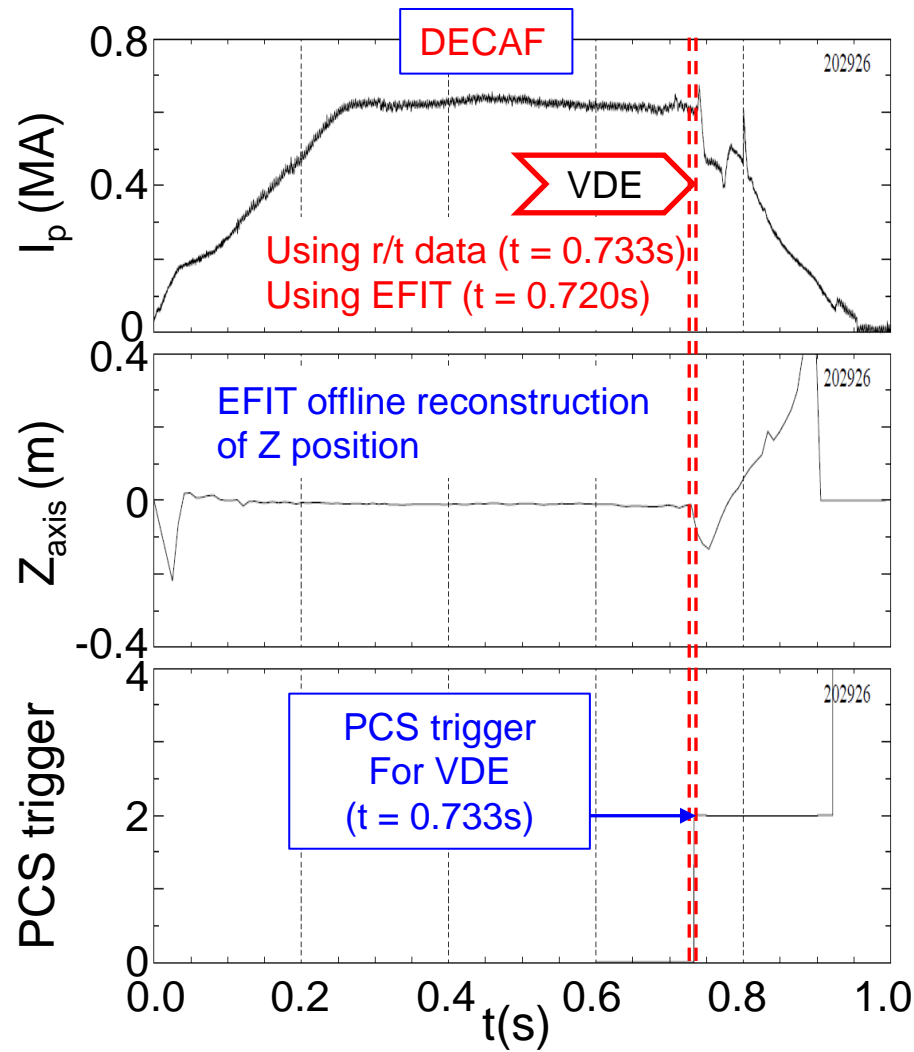 DECAF
0.8
202926
I_p (MA)
0.4
VDE
Using r/t data (t = 0.733s)
Using EFIT (t = 0.720s)
0
0.4
202926
EFIT offline reconstruction
of Z position
Z_axis (m)
0
-0.4
4
202926
PCS trigger
PCS trigger
For VDE
(t = 0.733s)
2
0
0.0 0.2 0.4 0.6 0.8 1.0
t(s)